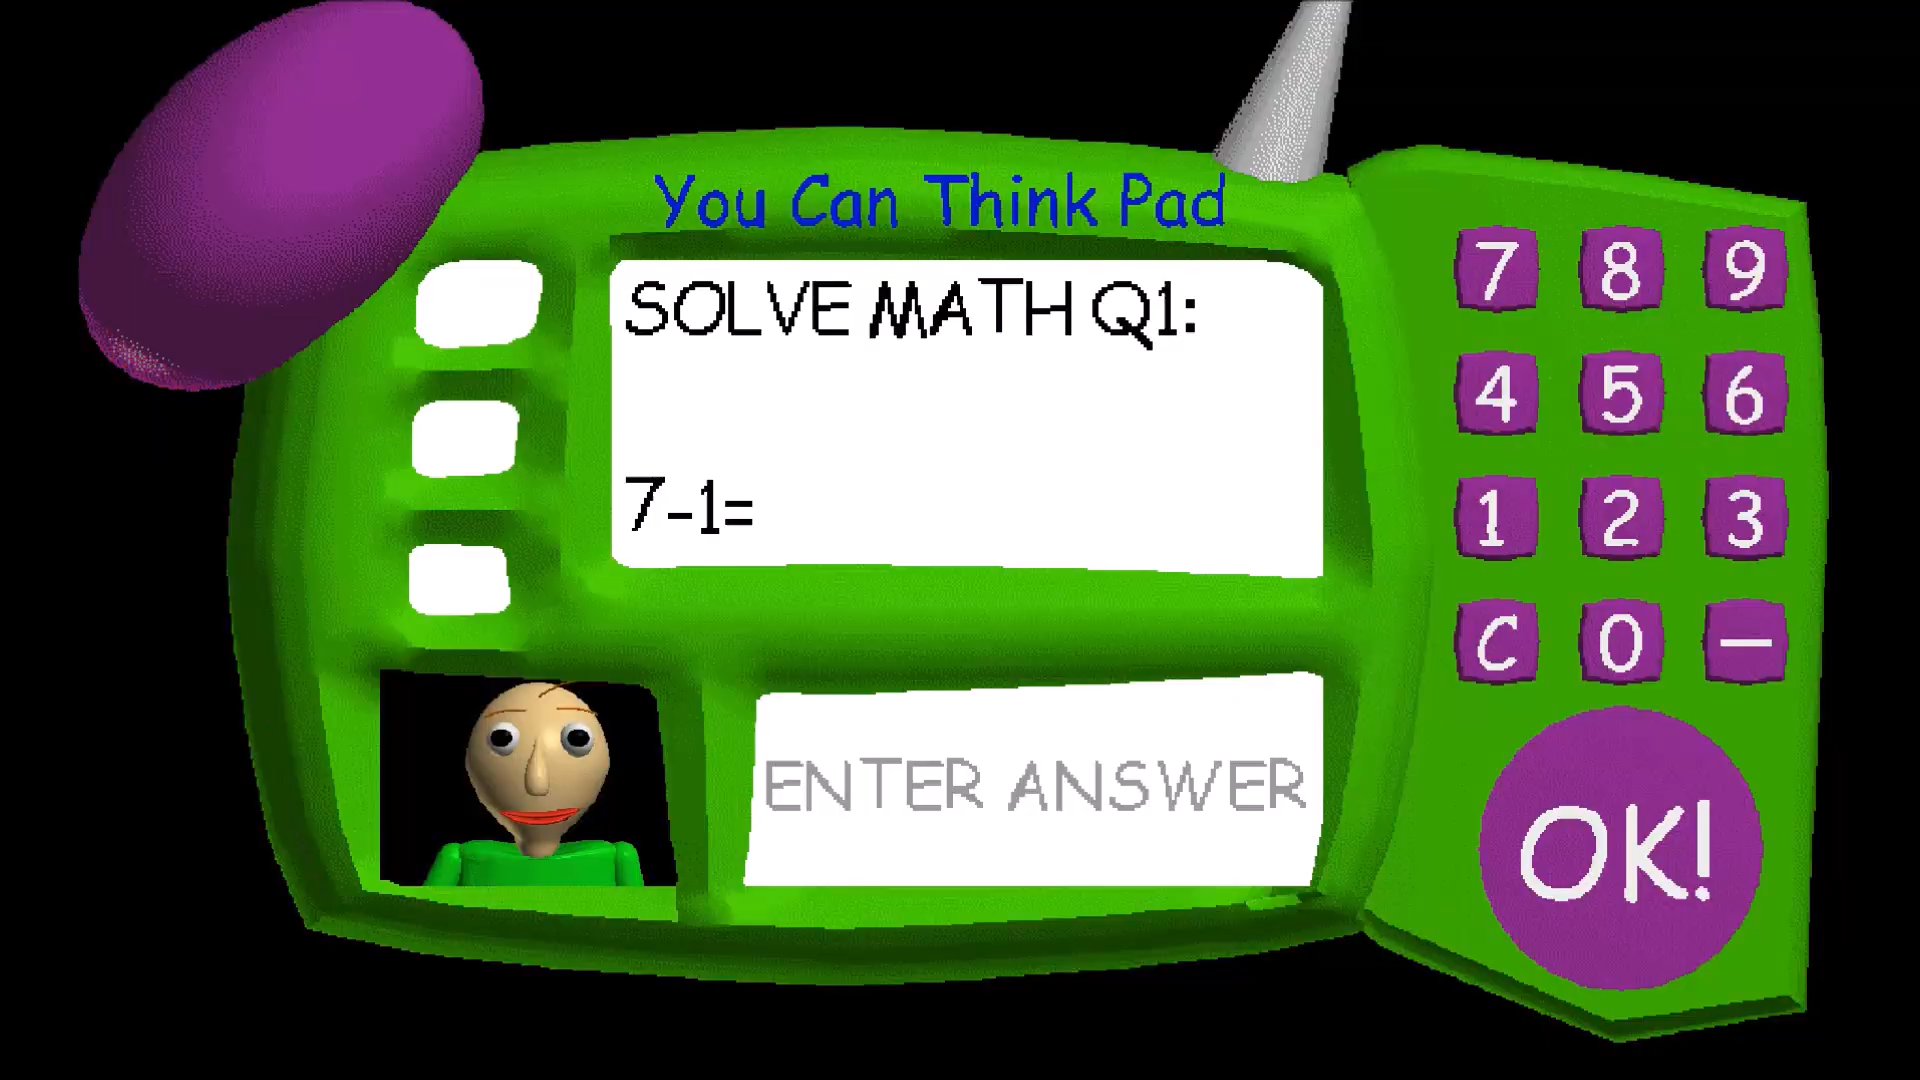 You Can Think Pad
SOLVE MATH Q1:
7-1=
ENTER ANSWER
7 8 9
4 5 6
1 2 3
C 0 —
OK!